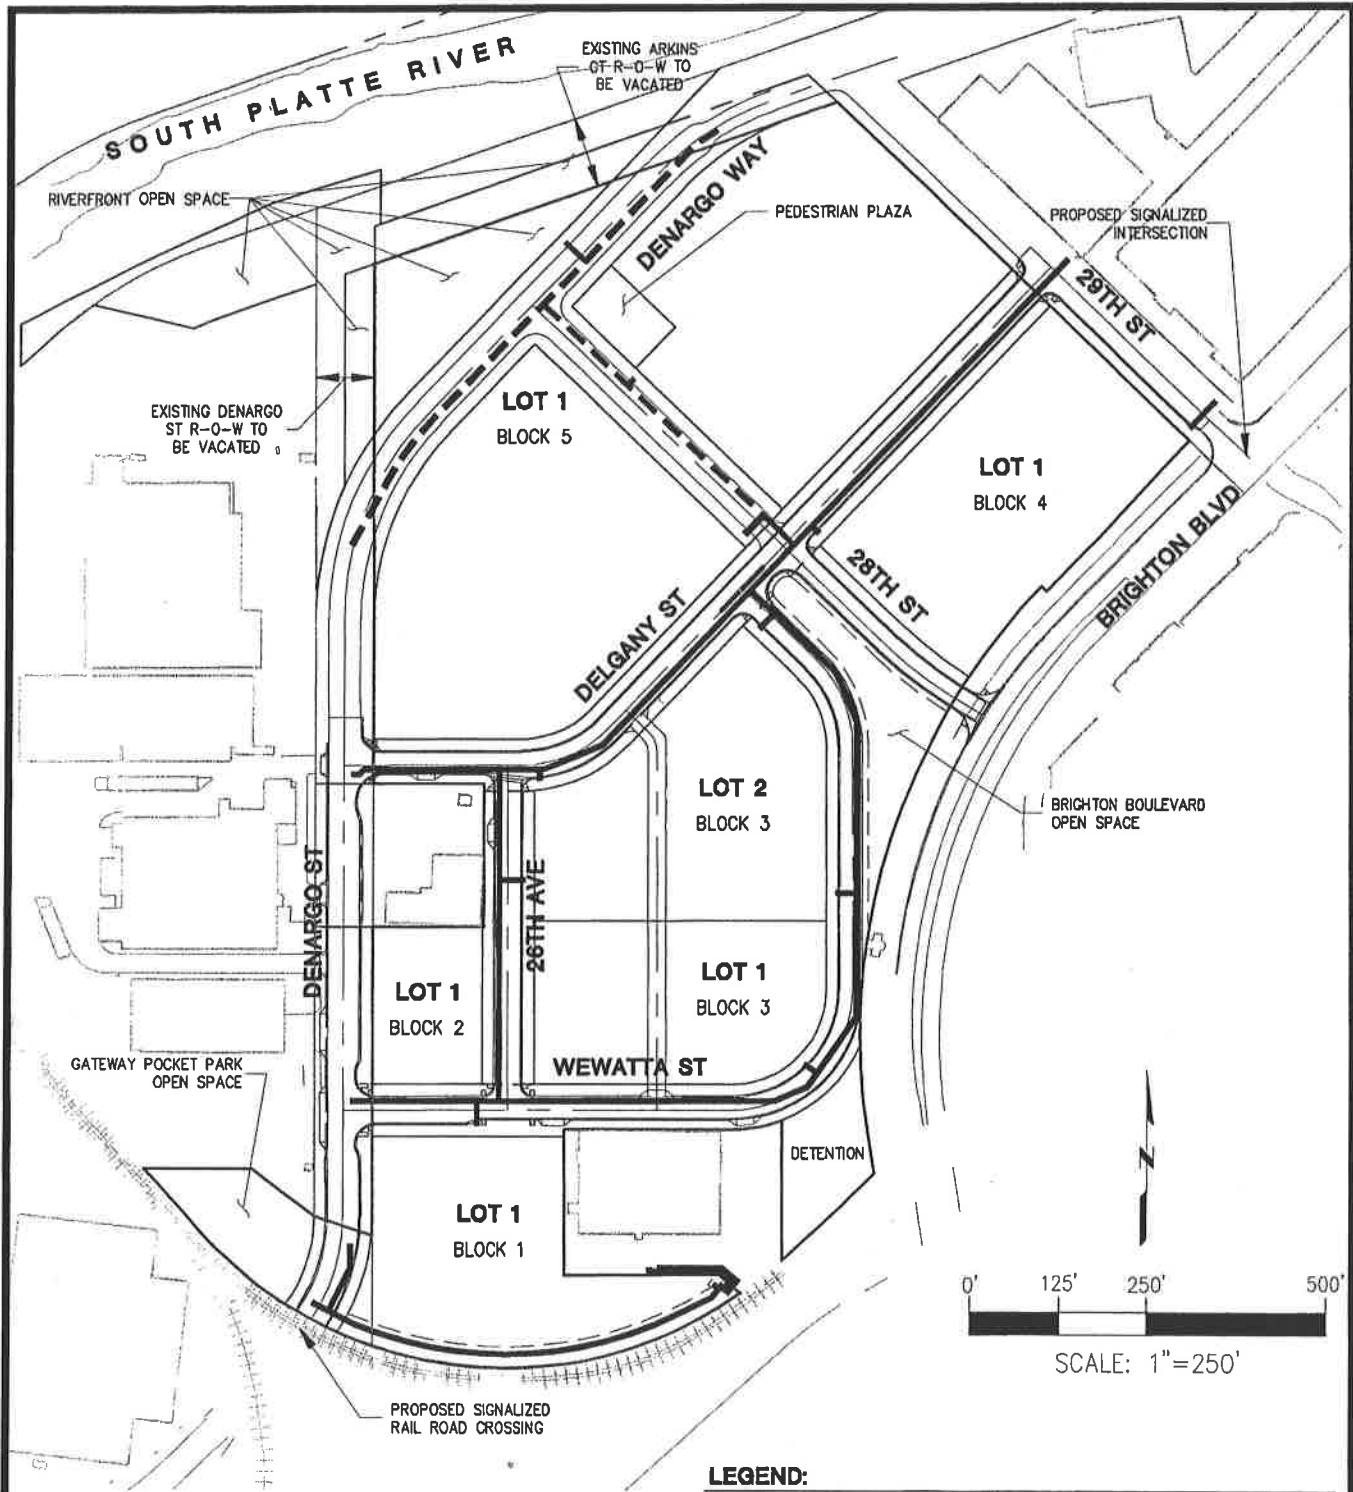 SOUTH PLATTE RIVER
EXISTING ARKINS
CT R-O-W TO
BE VACATED
RIVERFRONT OPEN SPACE
DENARGO WAY
PEDESTRIAN PLAZA
PROPOSED SIGNALIZED
INTERSECTION
29TH ST
EXISTING DENARGO
ST R-O-W TO
BE VACATED
LOT 1
BLOCK 5
LOT 1
BLOCK 4
BRIGHTON BLVD
28TH ST
DELGANY ST
LOT 2
BLOCK 3
BRIGHTON BOULEVARD
OPEN SPACE
DENARGO ST
26TH AVE
LOT 1
BLOCK 2
LOT 1
BLOCK 3
GATEWAY POCKET PARK
OPEN SPACE
WEWATTA ST
DETENTION
N
LOT 1
BLOCK 1
0' 125' 250' 500'
SCALE: 1"=250'
PROPOSED SIGNALIZED
RAIL ROAD CROSSING
LEGEND: